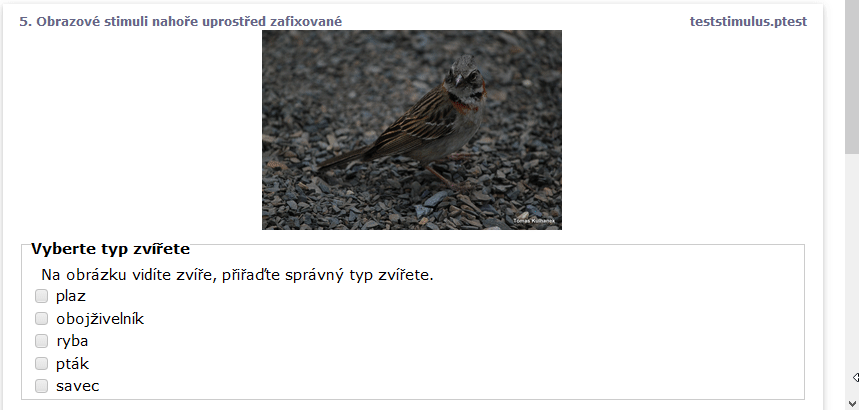 5. Obrazové stimuli nahoře uprostřed zafixované teststimulus.ptest
Tomas Kulhanek
Vyberte typ zvířete
Na obrázku vidíte zvíře, přiřaďte správný typ zvířete.
plaz
obojživelník
ryba
pták
savec